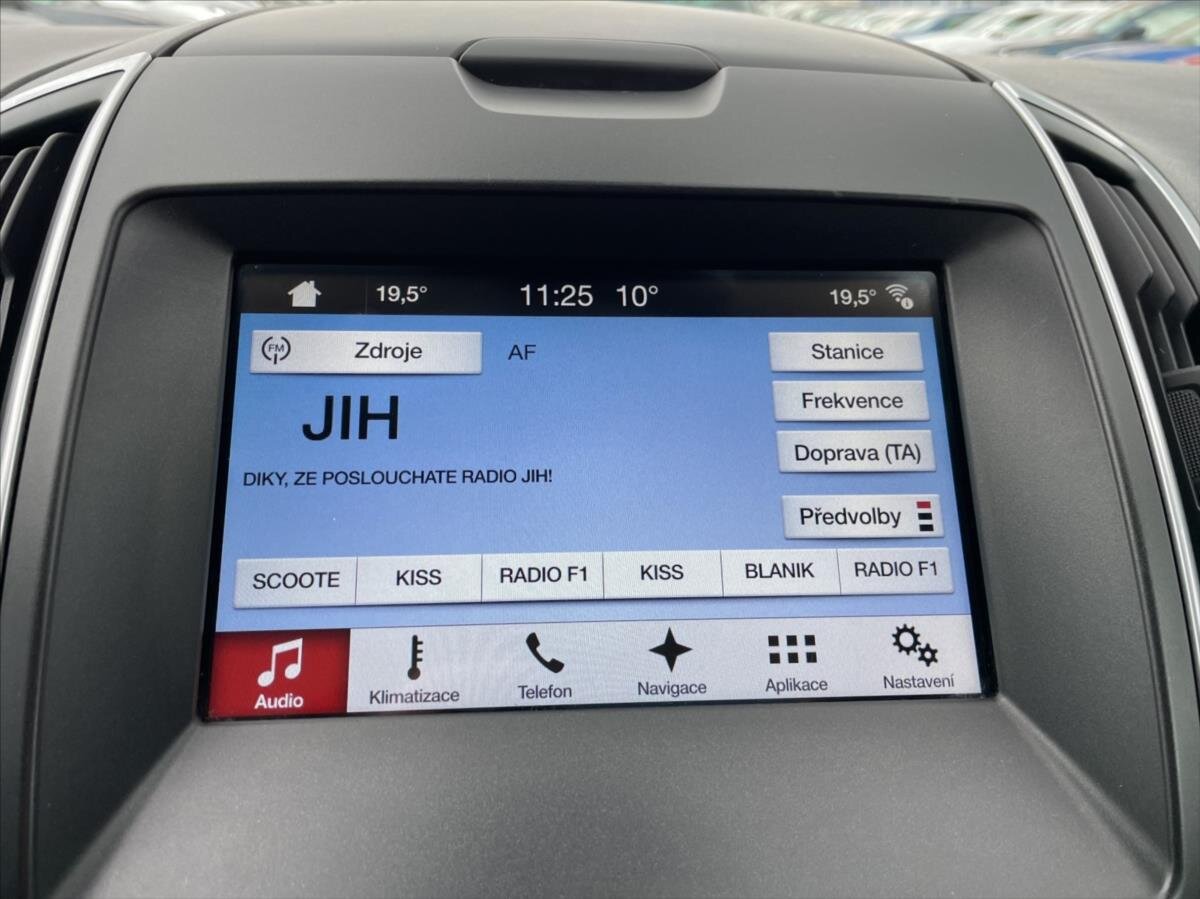 19,5° 11:25 10° 19,5°
FM Zdroje AF Stanice
Frekvence
JIH
Doprava (TA)
DIKY, ZE POSLOUCHATE RADIO JIH!
Předvolby
SCOOTE KISS RADIO F1 KISS BLANIK RADIO F1
Audio Klimatizace Telefon Navigace Aplikace Nastavení